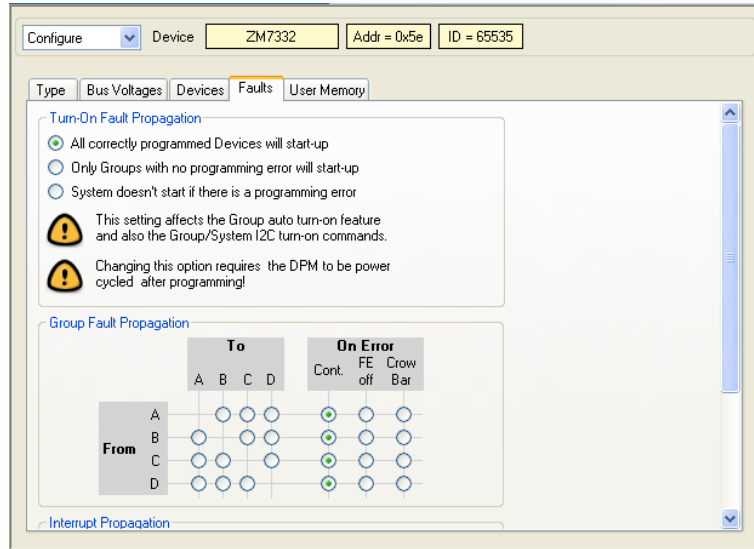 Configure Device ZM7332 Addr = 0x5e ID = 65535
Type Bus Voltages Devices Faults User Memory
Turn-On Fault Propagation
All correctly programmed Devices will start-up
Only Groups with no programming error will start-up
System doesn't start if there is a programming error
This setting affects the Group auto turn-on feature
and also the Group/System I2C turn-on commands.
Changing this option requires the DPM to be power
cycled after programming!
Group Fault Propagation
To On Error
A B C D Cont. FE off Crow Bar
From
A
B
C
D
Interrupt Propagation